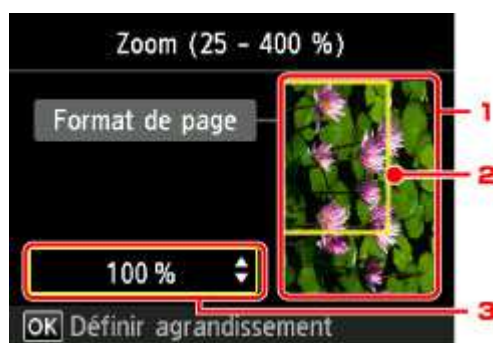 Zoom (25 - 400 %)
Format de page
1
2
100 %
3
OK Définir agrandissement